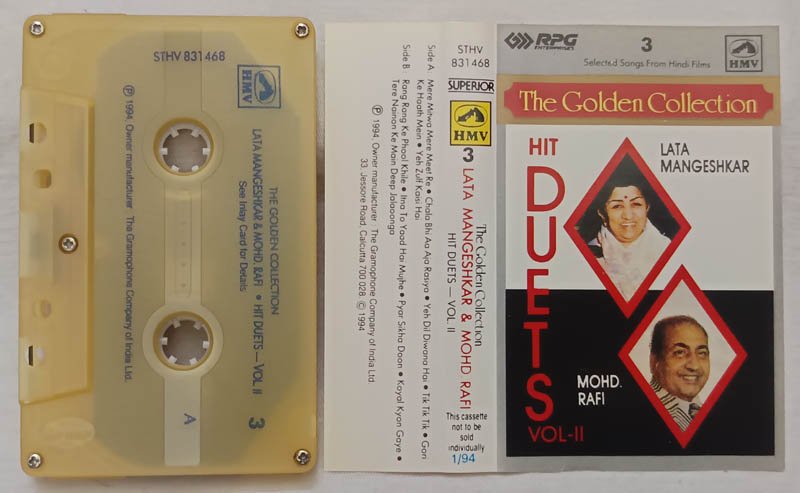 STHV 831468
HMV
THE GOLDEN COLLECTION
LATA MANGESHKAR & MOHD. RAFI • HIT DUETS — VOL. II
See Inlay Card for Details
3
A
℗ 1994. Owner manufacturer The Gramophone Company of India Ltd.
Side A : Mere Mitwa Mere Meet Re • Chalo Bhi Aa Aja Rasiya • Yeh Dil Diwana Hai • Tik Tik Tik • Gori
Ke Haath Mein • Yeh Zulf Kaisi Hai
Side B : Rang Rang Ke Phool Khile • Itna To Yaad Hai Mujhe • Pyar Sikha Doon • Koyal Kyon Gaye •
Tere Nainon Ke Main Deep Jalaoonga
℗ 1994. Owner manufacturer The Gramophone Company of India Ltd.
33, Jessore Road, Calcutta 700 028. © 1994
STHV
831468
SUPERIOR
HMV
3
The Golden Collection
LATA MANGESHKAR & MOHD. RAFI
HIT DUETS—VOL. II
This cassette
not to be
sold
individually
1/94
RPG
ENTERPRISES
3
Selected Songs From Hindi Films
HMV
The Golden Collection
HIT
DUETS
VOL-II
LATA
MANGESHKAR
MOHD.
RAFI